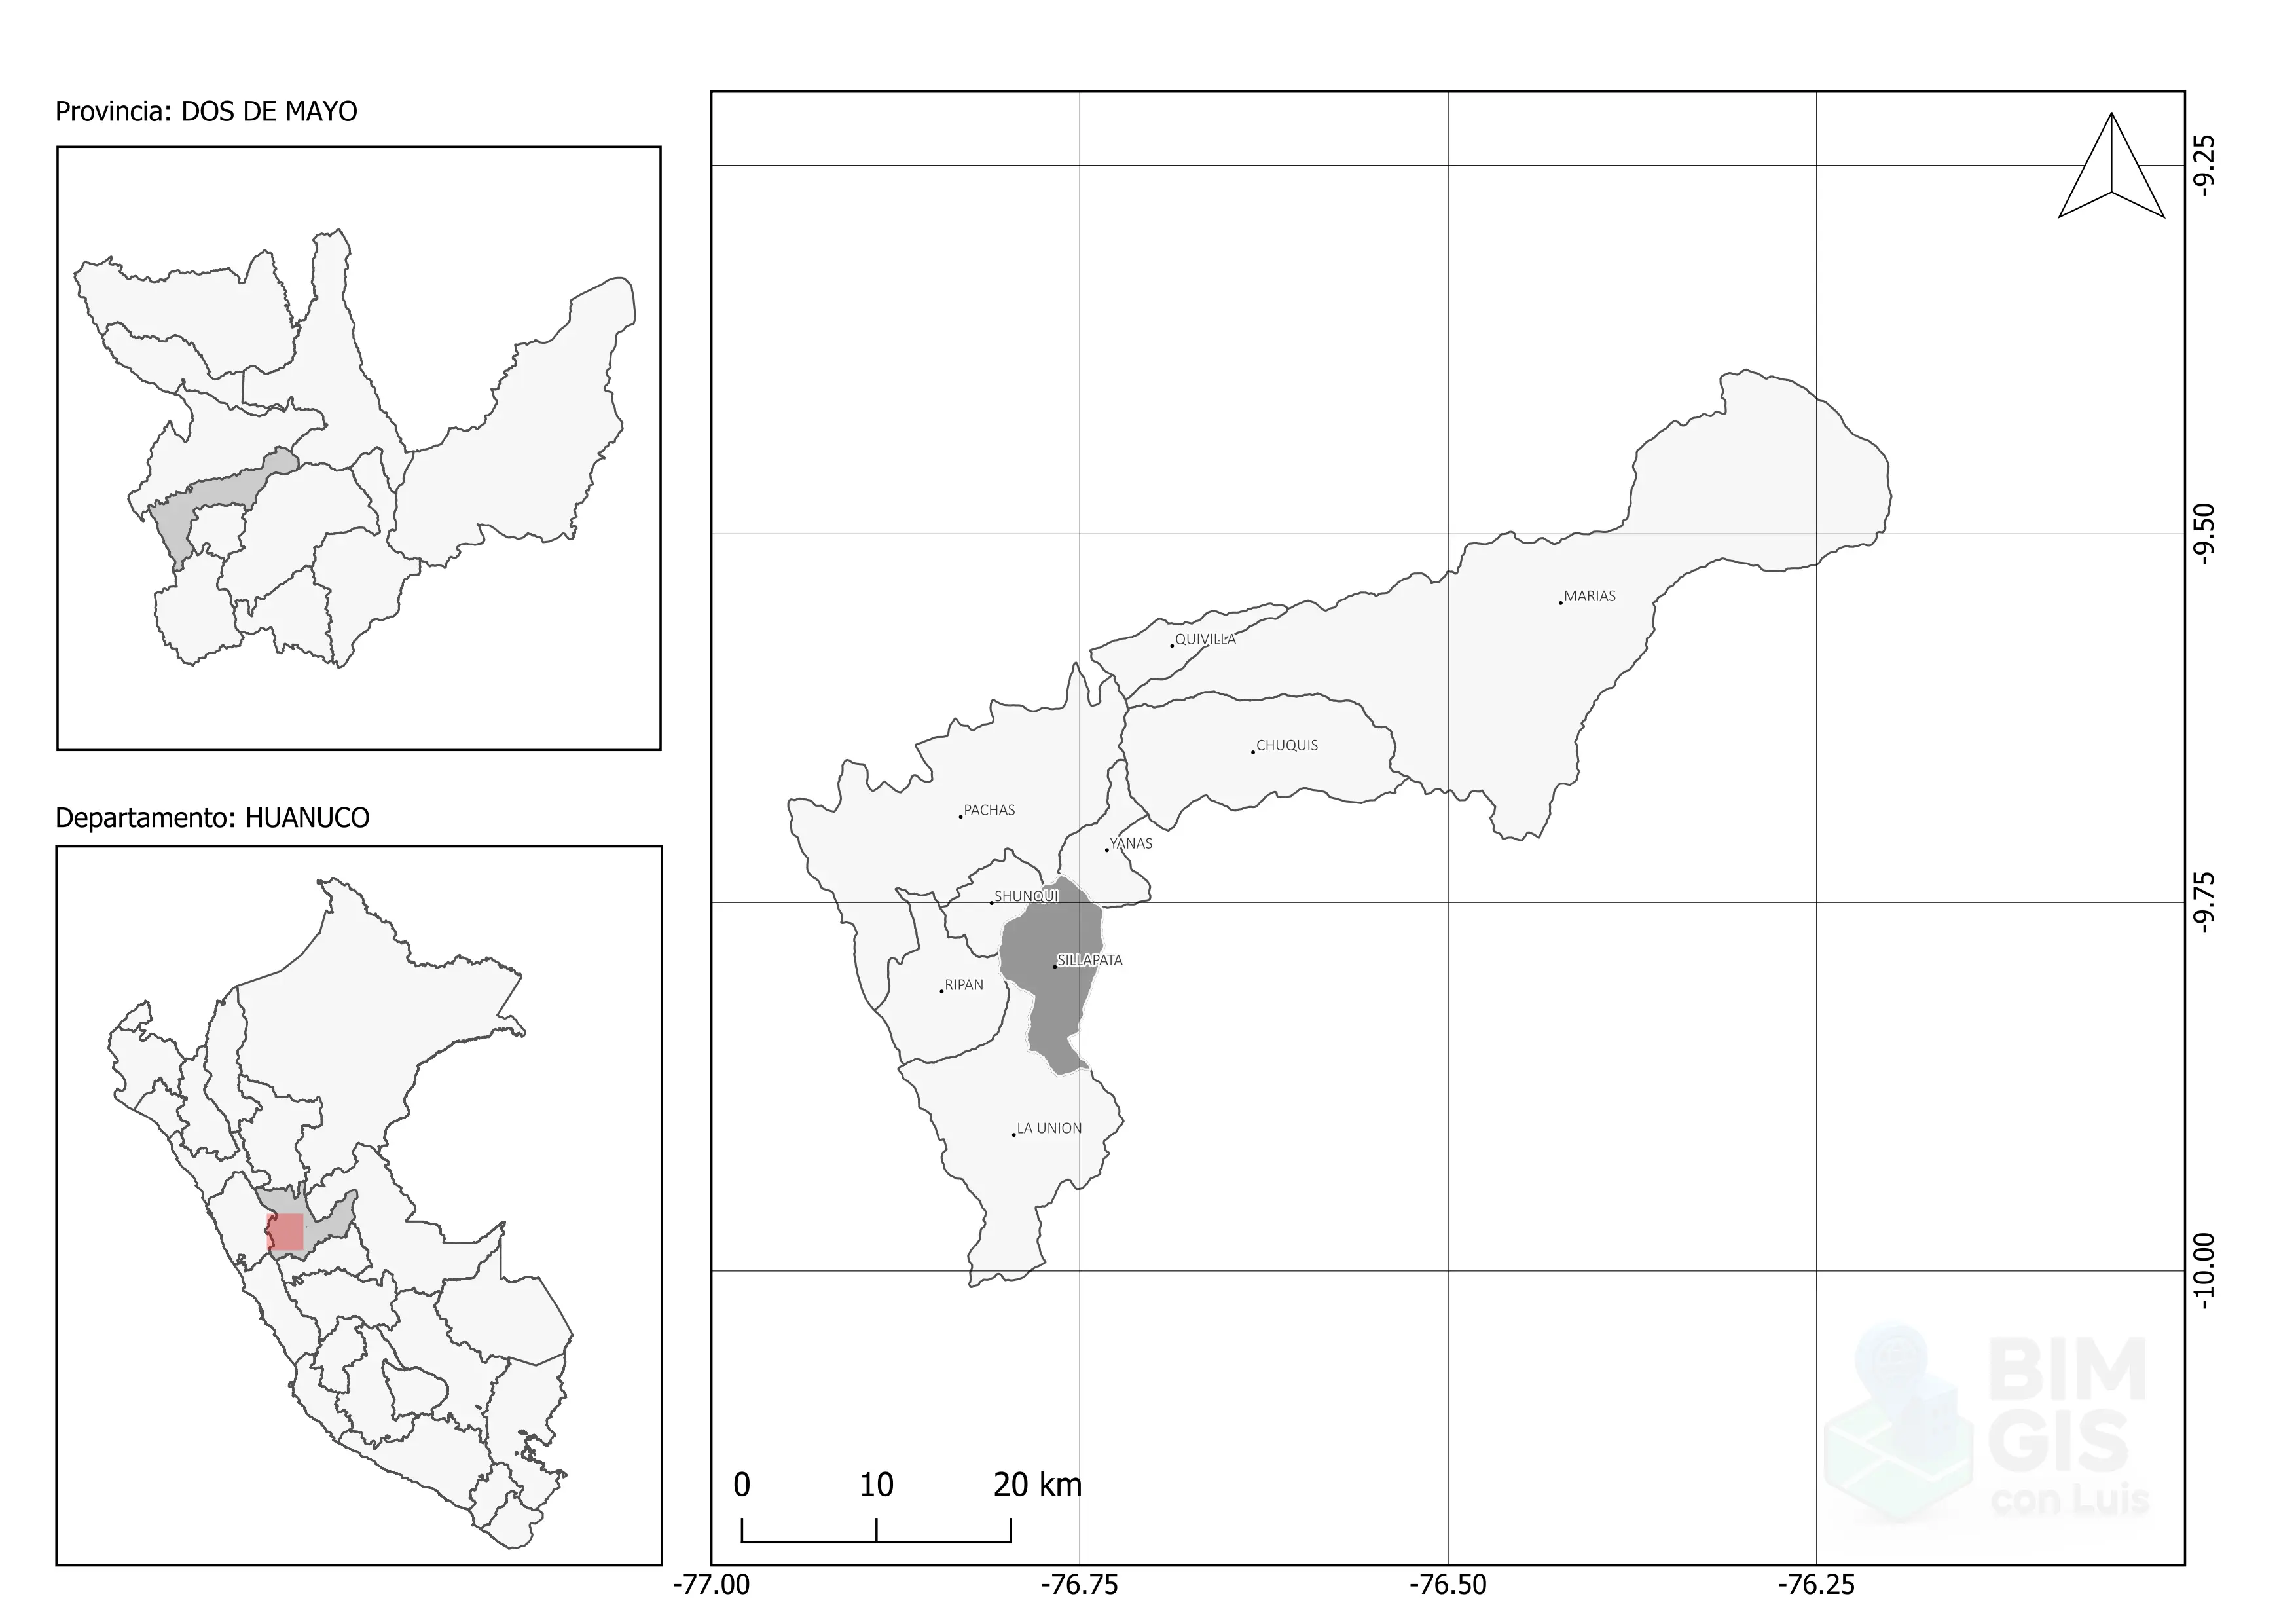 Provincia: DOS DE MAYO
Departamento: HUANUCO
-9.25
-9.50
-9.75
-10.00
MARIAS
QUIVILLA
CHUQUIS
PACHAS
YANAS
SHUNQUI
SILLAPATA
RIPAN
LA UNION
0 10 20 km
-77.00 -76.75 -76.50 -76.25
BIM
GIS
con Luis